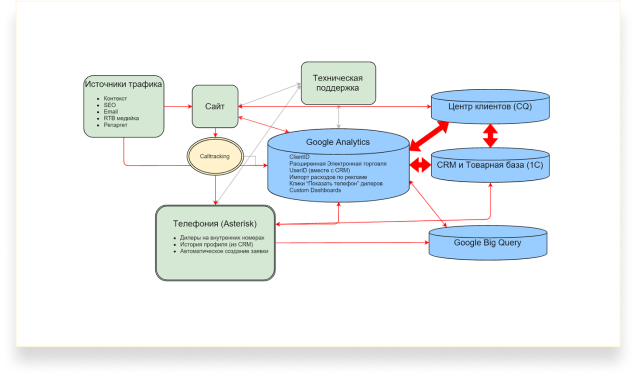 Источники трафика
Контекст
SEO
Email
RTB медийка
Ретаргет
Сайт
Техническая
поддержка
Calltracking
Google Analytics
ClientID
Расширенная Электронная торговля
UserID (вместе с CRM)
Импорт расходов по рекламе
Клики "Показать телефон" дилеров
Custom Dashboards
Центр клиентов (CQ)
CRM и Товарная база (1С)
Google Big Query
Телефония (Asterisk)
Дилеры на внутренних номерах
История профиля (из CRM)
Автоматическое создание заявки